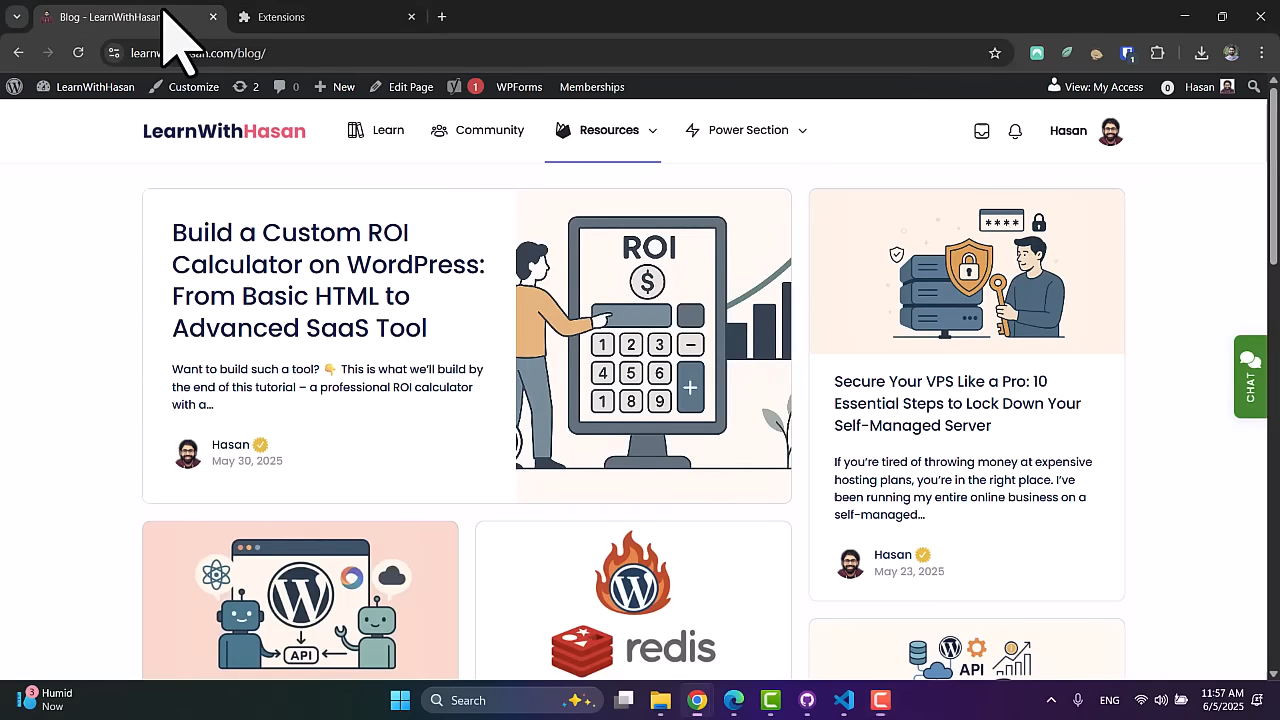 Blog - LearnWithHasan
Extensions
/blog/
LearnWithHasan
Customize
2
0
New
Edit Page
1
WPForms
Memberships
View: My Access
0
Hasan
LearnWithHasan
Learn
Community
Resources
Power Section
Hasan
Build a Custom ROI
Calculator on WordPress:
From Basic HTML to
Advanced SaaS Tool
Want to build such a tool? 👇 This is what we'll build by
the end of this tutorial – a professional ROI calculator
with a...
Hasan
May 30, 2025
ROI
$
1 2 3 −
4 5 6
+
1 8 9
****
Secure Your VPS Like a Pro: 10
Essential Steps to Lock Down Your
Self-Managed Server
If you're tired of throwing money at expensive
hosting plans, you're in the right place. I've
been running my entire online business on a
self-managed...
Hasan
May 23, 2025
CHAT
API
redis
API
3
Humid
Now
Search
ENG
11:57 AM
6/5/2025